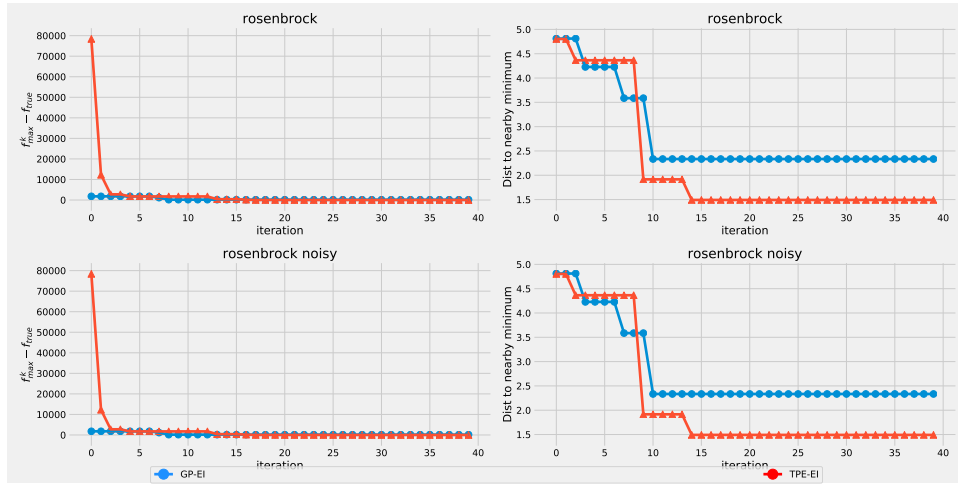 rosenbrock
80000
70000
60000
50000
40000
30000
20000
10000
0
f^k_max − f_true
0 5 10 15 20 25 30 35 40
iteration
rosenbrock
5.0
4.5
4.0
3.5
3.0
2.5
2.0
1.5
Dist to nearby minimum
0 5 10 15 20 25 30 35 40
iteration
rosenbrock noisy
80000
70000
60000
50000
40000
30000
20000
10000
0
f^k_max − f_true
0 5 10 15 20 25 30 35 40
iteration
rosenbrock noisy
5.0
4.5
4.0
3.5
3.0
2.5
2.0
1.5
Dist to nearby minimum
0 5 10 15 20 25 30 35 40
iteration
GP-EI
TPE-EI